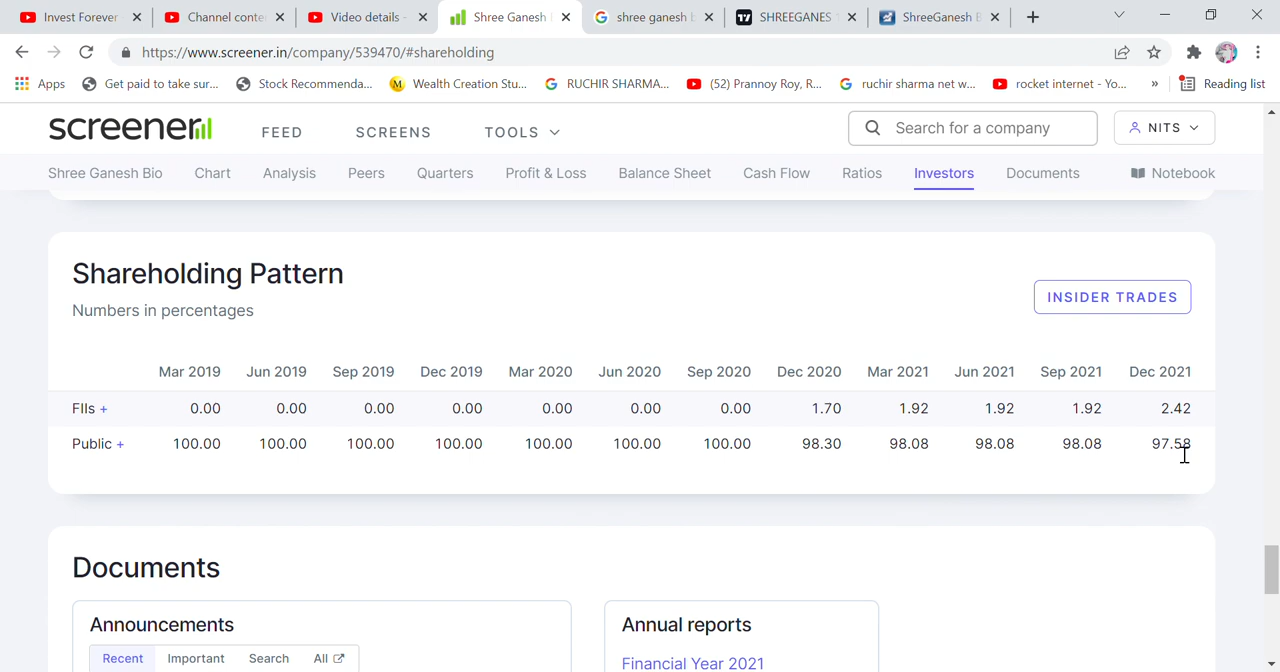 Invest Forever
Channel conte
Video details -
Shree Ganesh
shree ganesh b
SHREEGANES
ShreeGanesh B
https://www.screener.in/company/539470/#shareholding
Apps
Get paid to take sur...
Stock Recommenda...
Wealth Creation Stu...
RUCHIR SHARMA...
(52) Prannoy Roy, R...
ruchir sharma net w...
rocket internet - Yo...
»
Reading list
screener
FEED
SCREENS
TOOLS
Search for a company
NITS
Shree Ganesh Bio
Chart
Analysis
Peers
Quarters
Profit & Loss
Balance Sheet
Cash Flow
Ratios
Investors
Documents
Notebook
Shareholding Pattern
Numbers in percentages
INSIDER TRADES
Mar 2019 Jun 2019 Sep 2019 Dec 2019 Mar 2020 Jun 2020 Sep 2020 Dec 2020 Mar 2021 Jun 2021 Sep 2021 Dec 2021
FIIs + 0.00 0.00 0.00 0.00 0.00 0.00 0.00 1.70 1.92 1.92 1.92 2.42
Public + 100.00 100.00 100.00 100.00 100.00 100.00 100.00 98.30 98.08 98.08 98.08 97.58
Documents
Announcements
Recent Important Search All
Annual reports
Financial Year 2021